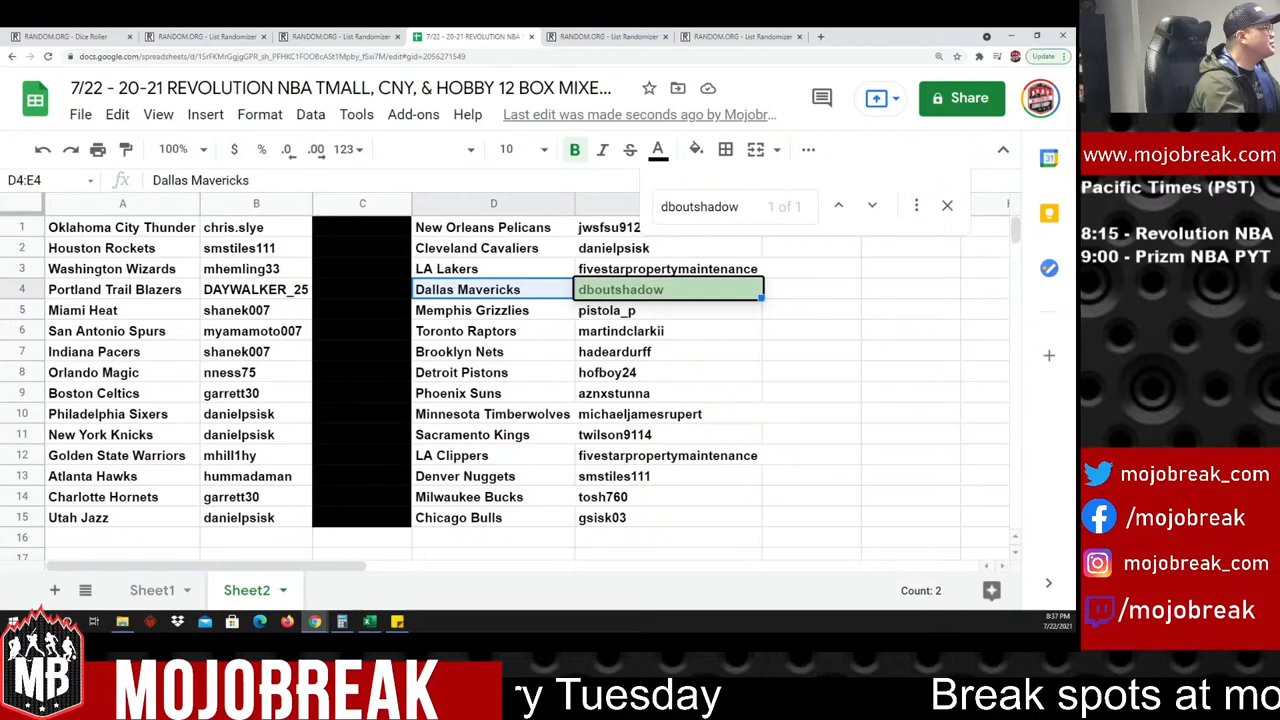 RANDOM.ORG - Dice Roller
RANDOM.ORG - List Randomizer
RANDOM.ORG - List Randomizer
7/22 - 20-21 REVOLUTION NBA
RANDOM.ORG - List Randomizer
RANDOM.ORG - List Randomizer
Update
7/22 - 20-21 REVOLUTION NBA TMALL, CNY, & HOBBY 12 BOX MIXE...
Share
File Edit View Insert Format Data Tools Add-ons Help Last edit was made seconds ago by Mojobr...
100% $ % .0 .00 123 10 B I S A
D4:E4 fx Dallas Mavericks
dboutshadow 1 of 1
A B C D
1 Oklahoma City Thunder chris.slye New Orleans Pelicans jwsfsu912
2 Houston Rockets smstiles111 Cleveland Cavaliers danielpsisk
3 Washington Wizards mhemling33 LA Lakers fivestarpropertymaintenance
4 Portland Trail Blazers DAYWALKER_25 Dallas Mavericks dboutshadow
5 Miami Heat shanek007 Memphis Grizzlies pistola_p
6 San Antonio Spurs myamamoto007 Toronto Raptors martindclarkii
7 Indiana Pacers shanek007 Brooklyn Nets hadeardurff
8 Orlando Magic nness75 Detroit Pistons hofboy24
9 Boston Celtics garrett30 Phoenix Suns aznxstunna
10 Philadelphia Sixers danielpsisk Minnesota Timberwolves michaeljamesrupert
11 New York Knicks danielpsisk Sacramento Kings twilson9114
12 Golden State Warriors mhill1hy LA Clippers fivestarpropertymaintenance
13 Atlanta Hawks hummadaman Denver Nuggets smstiles111
14 Charlotte Hornets garrett30 Milwaukee Bucks tosh760
15 Utah Jazz danielpsisk Chicago Bulls gsisk03
16
17
Sheet1 Sheet2 Count: 2
8:37 PM
7/22/2021
www.mojobreak.com
Pacific Times (PST)
8:15 - Revolution NBA
9:00 - Prizm NBA PYT
mojobreak_com
/mojobreak
mojobreak_com
/mojobreak
MB MOJOBREAK
y Tuesday Break spots at mo